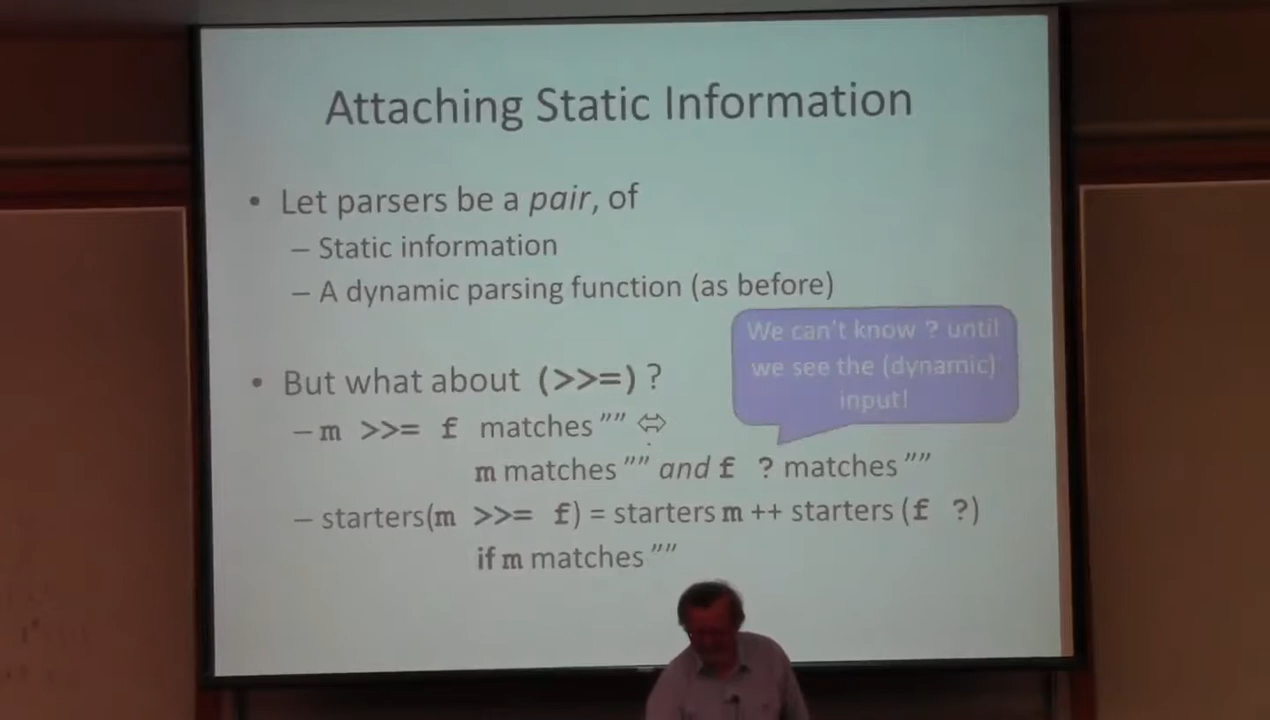 Attaching Static Information
• Let parsers be a pair, of
– Static information
– A dynamic parsing function (as before)
We can't know ? until
we see the (dynamic)
input!
• But what about (>>=) ?
– m >>= f matches "" ⇔
m matches "" and f ? matches ""
– starters(m >>= f) = starters m ++ starters (f ?)
if m matches ""